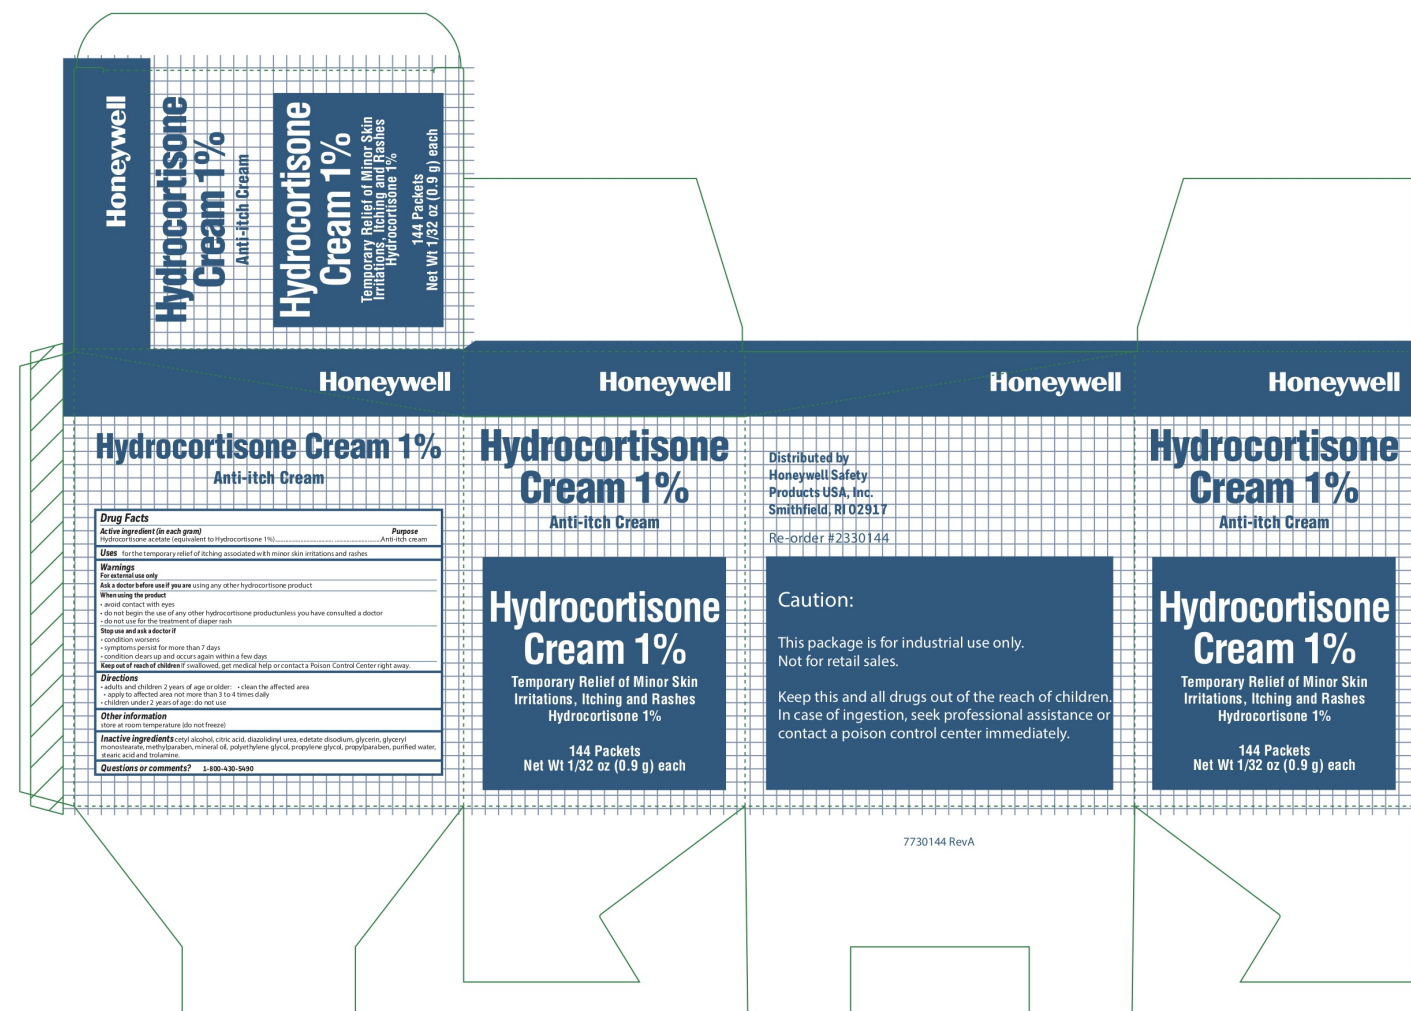 Honeywell
Hydrocortisone
Cream 1%
Anti-itch Cream
Hydrocortisone
Cream 1%
Temporary Relief of Minor Skin
Irritations, Itching and Rashes
Hydrocortisone 1%
144 Packets
Net Wt 1/32 oz (0.9 g) each
Honeywell
Hydrocortisone Cream 1%
Anti-itch Cream
Drug Facts
Active ingredient (in each gram) Purpose
Hydrocortisone acetate (equivalent to Hydrocortisone 1%)............................ ......................Anti-itch cream
Uses for the temporary relief of itching associated with minor skin irritations and rashes
Warnings
For external use only
Ask a doctor before use if you are using any other hydrocortisone product
When using the product
• avoid contact with eyes
• do not begin the use of any other hydrocortisone productunless you have consulted a doctor
• do not use for the treatment of diaper rash
Stop use and ask a doctor if
• condition worsens
• symptoms persist for more than 7 days
• condition clears up and occurs again within a few days
Keep out of reach of children If swallowed, get medical help or contact a Poison Control Center right away.
Directions
• adults and children 2 years of age or older: • clean the affected area
• apply to affected area not more than 3 to 4 times daily
• children under 2 years of age: do not use
Other information
store at room temperature (do not freeze)
Inactive ingredients cetyl alcohol, citric acid, diazolidinyl urea, edetate disodium, glycerin, glyceryl
monostearate, methylparaben, mineral oil, polyethylene glycol, propylene glycol, propylparaben, purified water,
stearic acid and trolamine.
Questions or comments? 1-800-430-5490
Honeywell
Hydrocortisone
Cream 1%
Anti-itch Cream
Hydrocortisone
Cream 1%
Temporary Relief of Minor Skin
Irritations, Itching and Rashes
Hydrocortisone 1%
144 Packets
Net Wt 1/32 oz (0.9 g) each
Honeywell
Distributed by
Honeywell Safety
Products USA, Inc.
Smithfield, RI 02917
Re-order #2330144
Caution:
This package is for industrial use only.
Not for retail sales.
Keep this and all drugs out of the reach of children.
In case of ingestion, seek professional assistance or
contact a poison control center immediately.
7730144 RevA
Honeywell
Hydrocortisone
Cream 1%
Anti-itch Cream
Hydrocortisone
Cream 1%
Temporary Relief of Minor Skin
Irritations, Itching and Rashes
Hydrocortisone 1%
144 Packets
Net Wt 1/32 oz (0.9 g) each